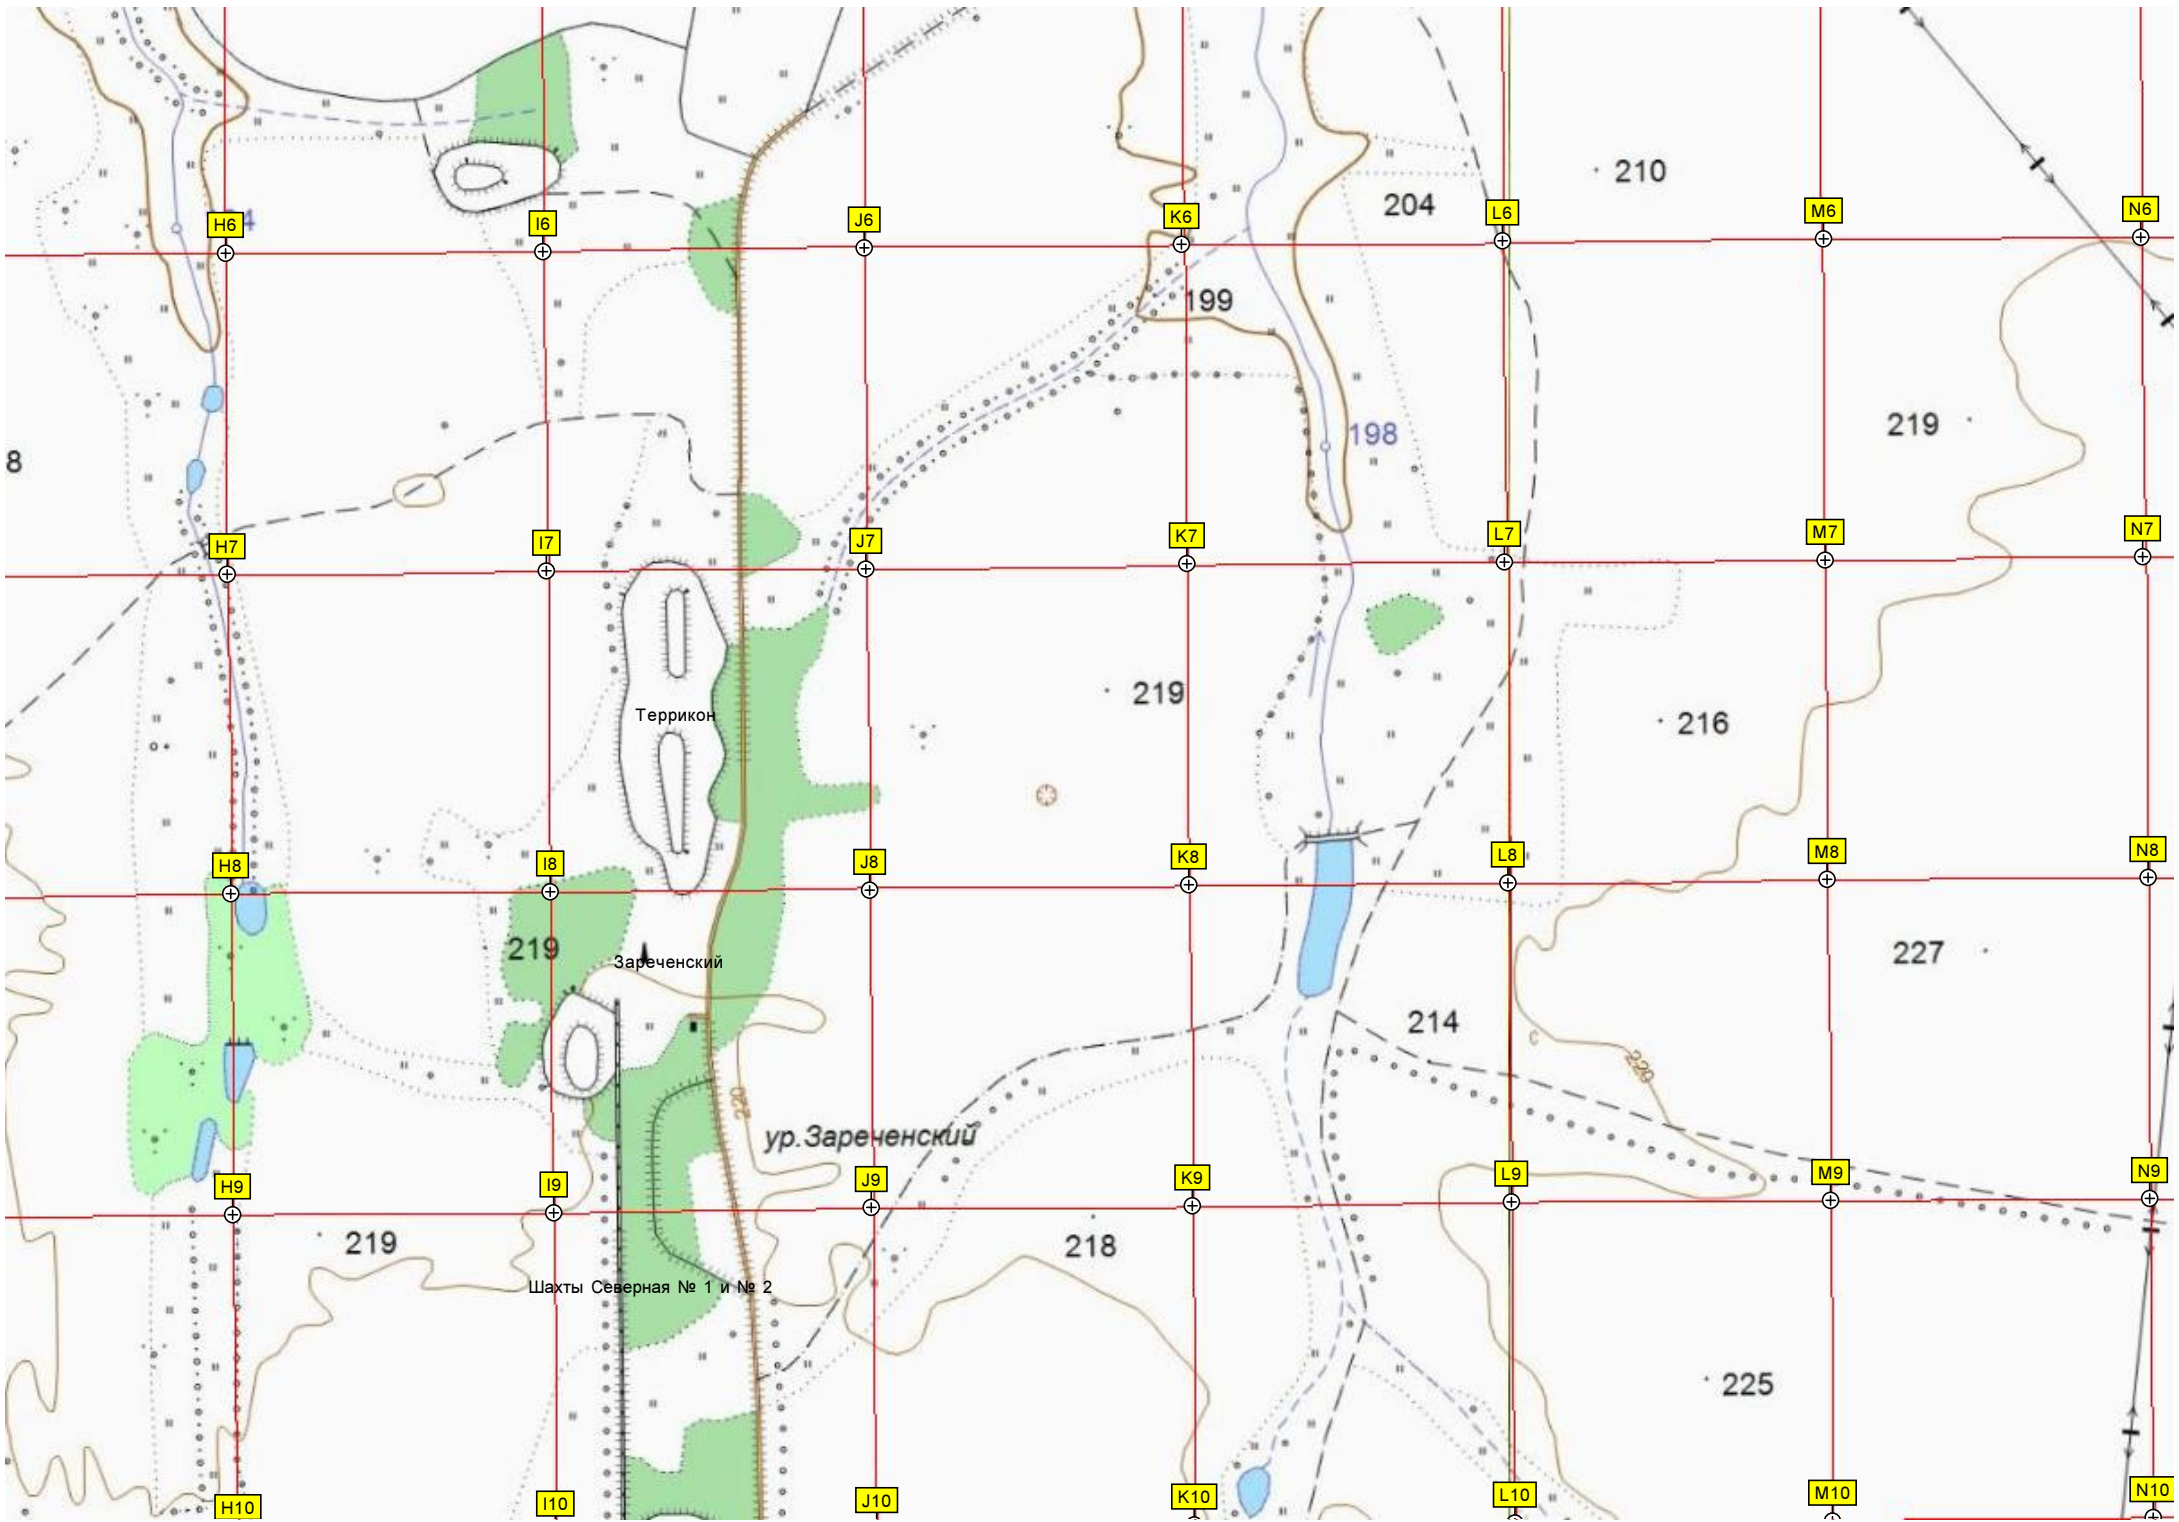 210
204
H6
I6
J6
K6
L6
M6
N6
199
219
198
8
H7
I7
J7
K7
L7
M7
N7
219
Террикон
216
H8
I8
J8
K8
L8
M8
N8
219
Зареченский
227
214
220
220
ур.Зареченский
H9
I9
J9
K9
L9
M9
N9
219
218
Шахты Северная № 1 и № 2
225
H10
I10
J10
K10
L10
M10
N10